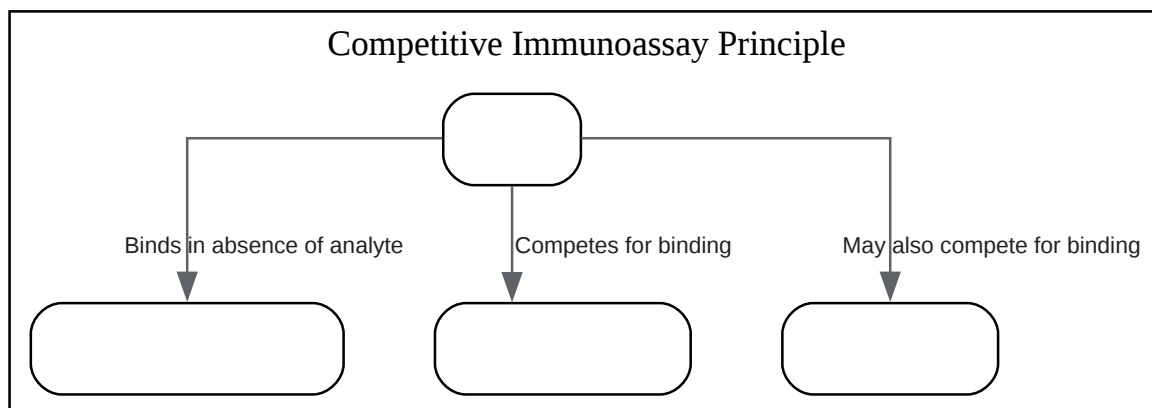 Competitive Immunoassay Principle
Binds in absence of analyte
Competes for binding
May also compete for binding